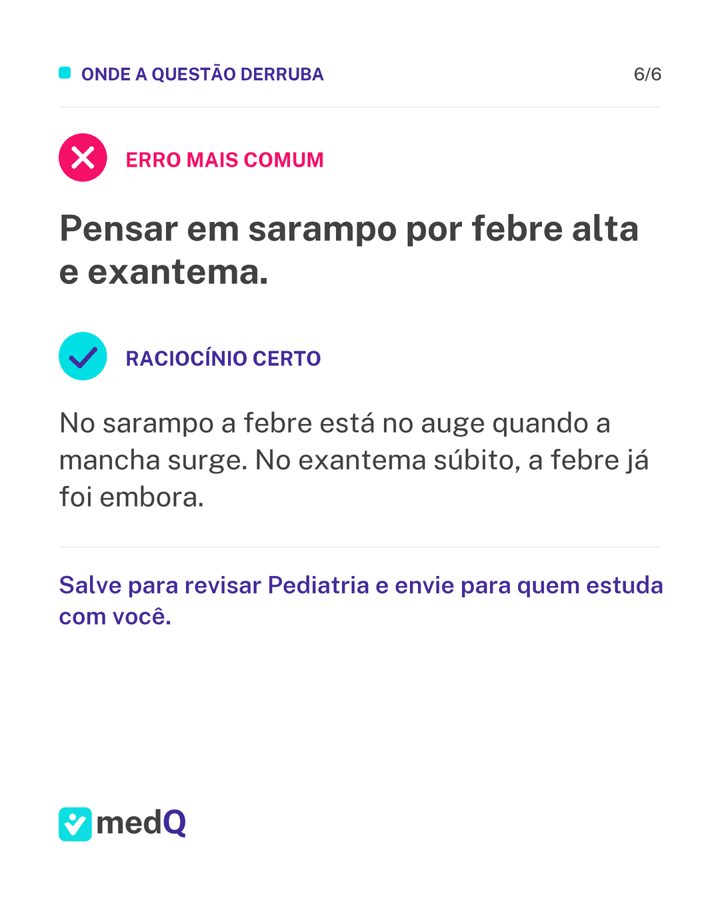 ONDE A QUESTÃO DERRUBA
6/6
ERRO MAIS COMUM
Pensar em sarampo por febre alta
e exantema.
RACIOCÍNIO CERTO
No sarampo a febre está no auge quando a
mancha surge. No exantema súbito, a febre já
foi embora.
Salve para revisar Pediatria e envie para quem estuda
com você.
medQ